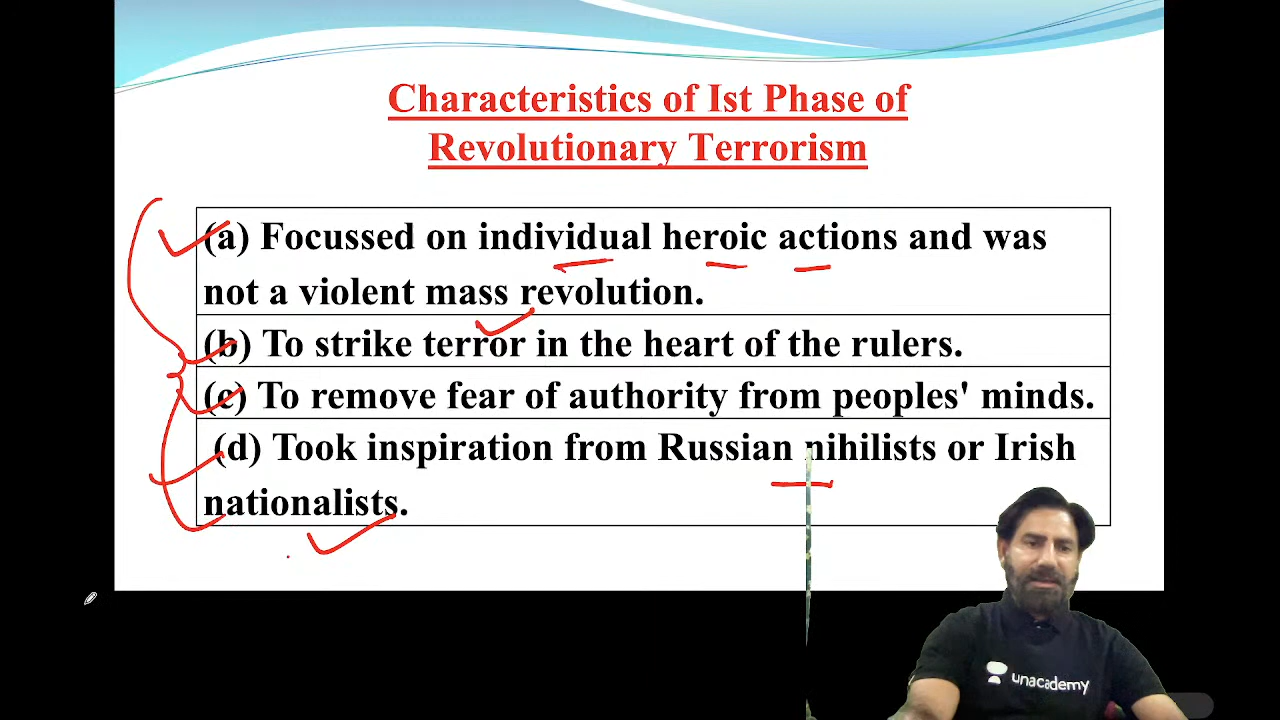 Characteristics of Ist Phase of
Revolutionary Terrorism
(a) Focussed on individual heroic actions and was
not a violent mass revolution.
(b) To strike terror in the heart of the rulers.
(c) To remove fear of authority from peoples' minds.
(d) Took inspiration from Russian nihilists or Irish
nationalists.
unacademy